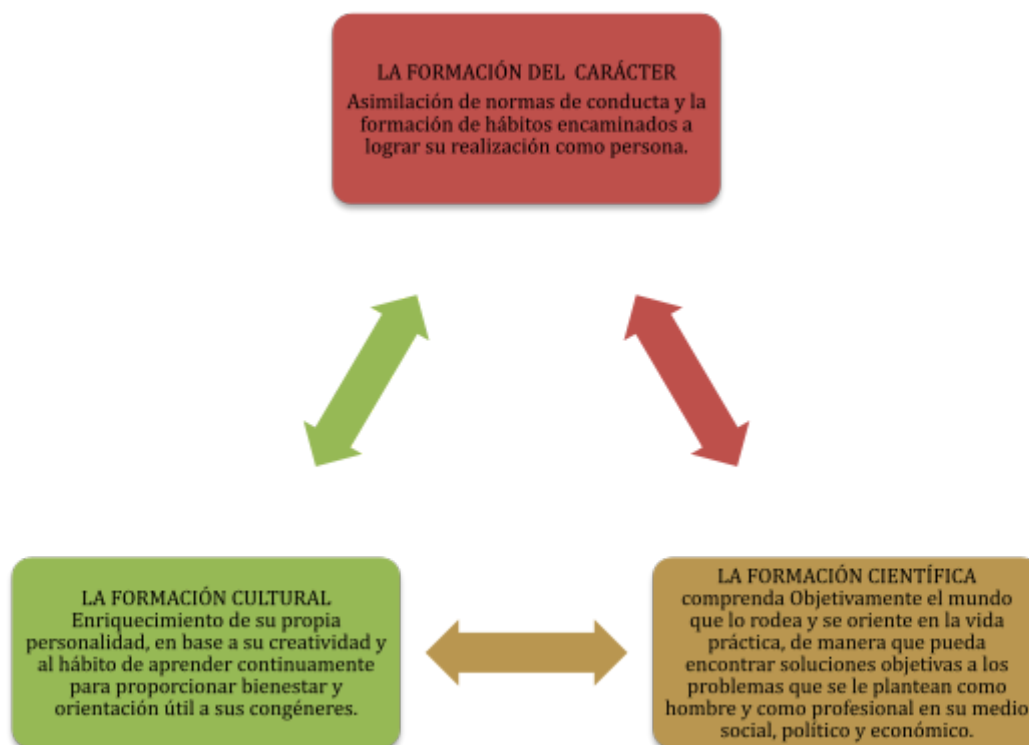 LA FORMACIÓN DEL CARÁCTER
Asimilación de normas de conducta y la
formación de hábitos encaminados a
lograr su realización como persona.
LA FORMACIÓN CULTURAL
Enriquecimiento de su propia
personalidad, en base a su creatividad y
al hábito de aprender continuamente
para proporcionar bienestar y
orientación útil a sus congéneres.
LA FORMACIÓN CIENTÍFICA
comprenda Objetivamente el mundo
que lo rodea y se oriente en la vida
práctica, de manera que pueda
encontrar soluciones objetivas a los
problemas que se le plantean como
hombre y como profesional en su medio
social, político y económico.